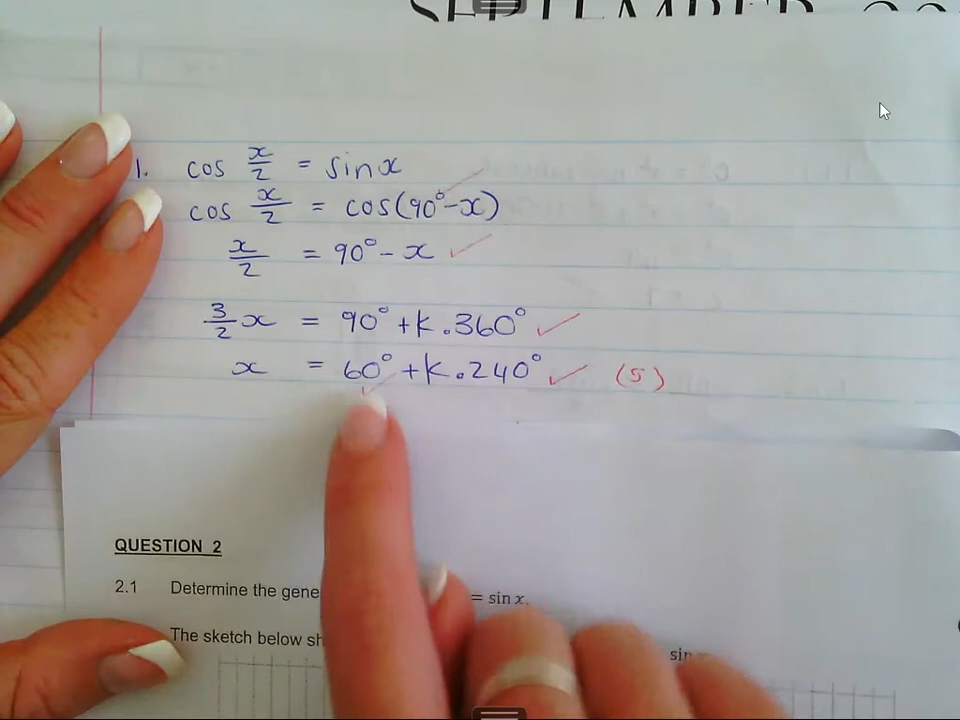 1. cos x/2 = sin x
cos x/2 = cos(90°-x)
x/2 = 90° - x
3/2 x = 90° + k.360°
x = 60° + k.240° (5)
QUESTION 2
2.1 Determine the gene = sin x.
The sketch below sh sin